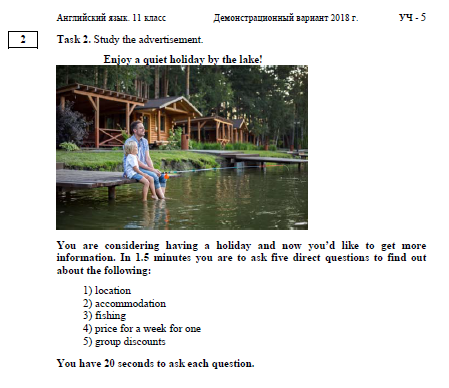 Английский язык. 11 класс Демонстрационный вариант 2018 г. УЧ - 5
2 Task 2. Study the advertisement.
Enjoy a quiet holiday by the lake!
You are considering having a holiday and now you'd like to get more
information. In 1.5 minutes you are to ask five direct questions to find out
about the following:
1) location
2) accommodation
3) fishing
4) price for a week for one
5) group discounts
You have 20 seconds to ask each question.